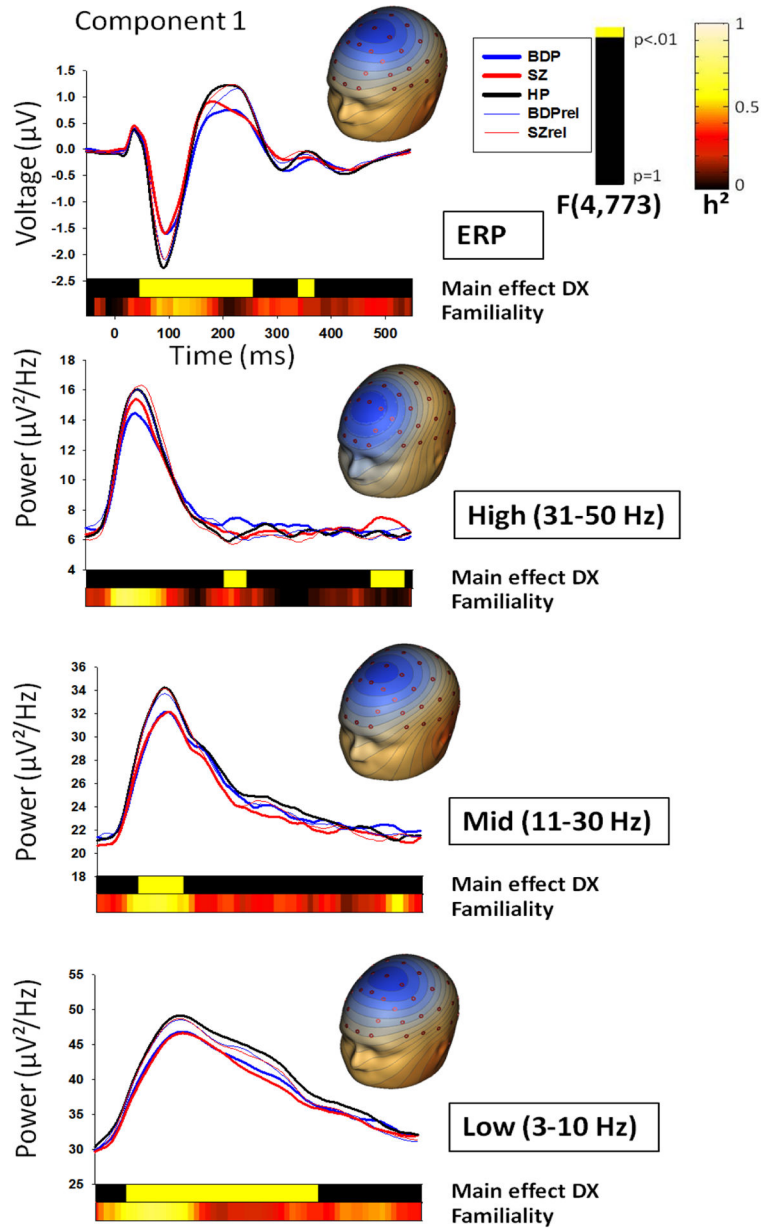 Component 1
BDP
SZ
HP
BDPrel
SZrel
p<.01
p=1
F(4,773)
1
0.5
0
h²
Voltage (µV)
1.5
1.0
0.5
0.0
-0.5
-1.0
-1.5
-2.0
-2.5
ERP
Main effect DX
Familiality
0 100 200 300 400 500
Time (ms)
Power (µV²/Hz)
18
16
14
12
10
8
6
4
High (31-50 Hz)
Main effect DX
Familiality
Power (µV²/Hz)
36
34
32
30
28
26
24
22
20
18
Mid (11-30 Hz)
Main effect DX
Familiality
Power (µV²/Hz)
55
50
45
40
35
30
25
Low (3-10 Hz)
Main effect DX
Familiality